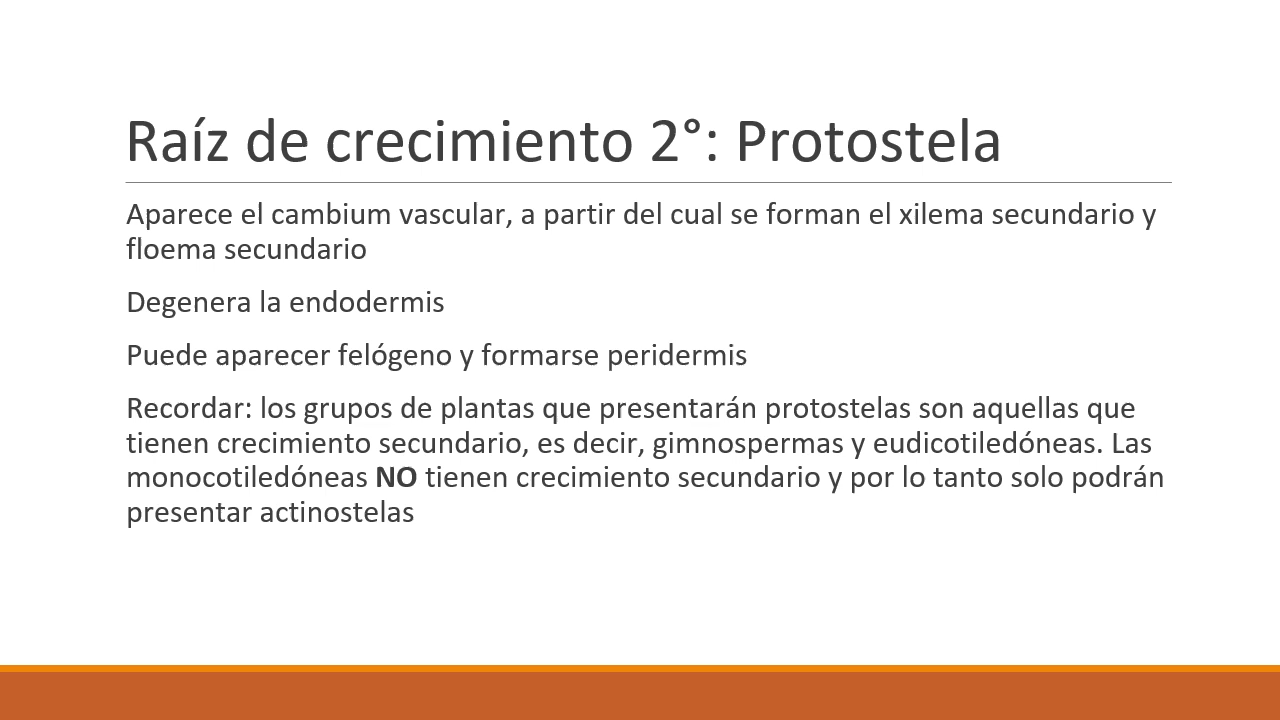 Raíz de crecimiento 2°: Protostela
Aparece el cambium vascular, a partir del cual se forman el xilema secundario y
floema secundario
Degenera la endodermis
Puede aparecer felógeno y formarse peridermis
Recordar: los grupos de plantas que presentarán protostelas son aquellas que
tienen crecimiento secundario, es decir, gimnospermas y eudicotiledóneas. Las
monocotiledóneas NO tienen crecimiento secundario y por lo tanto solo podrán
presentar actinostelas